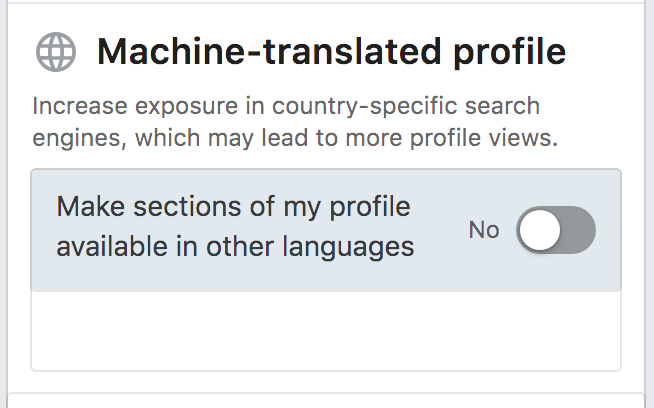 Machine-translated profile
Increase exposure in country-specific search
engines, which may lead to more profile views.
Make sections of my profile
available in other languages
No